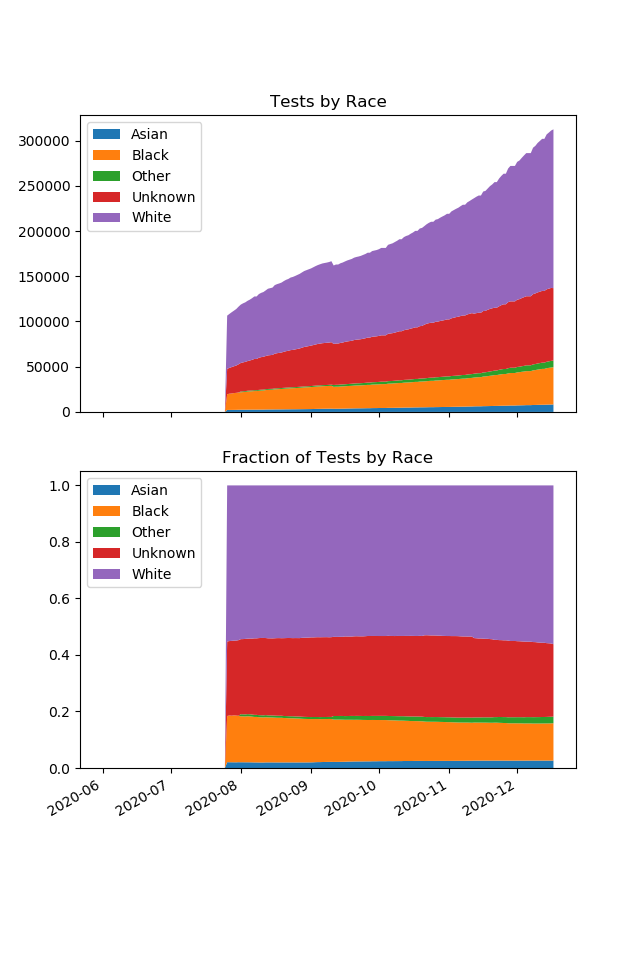 Tests by Race
Asian
Black
Other
Unknown
White
300000
250000
200000
150000
100000
50000
0
Fraction of Tests by Race
Asian
Black
Other
Unknown
White
1.0
0.8
0.6
0.4
0.2
0.0
2020-06
2020-07
2020-08
2020-09
2020-10
2020-11
2020-12